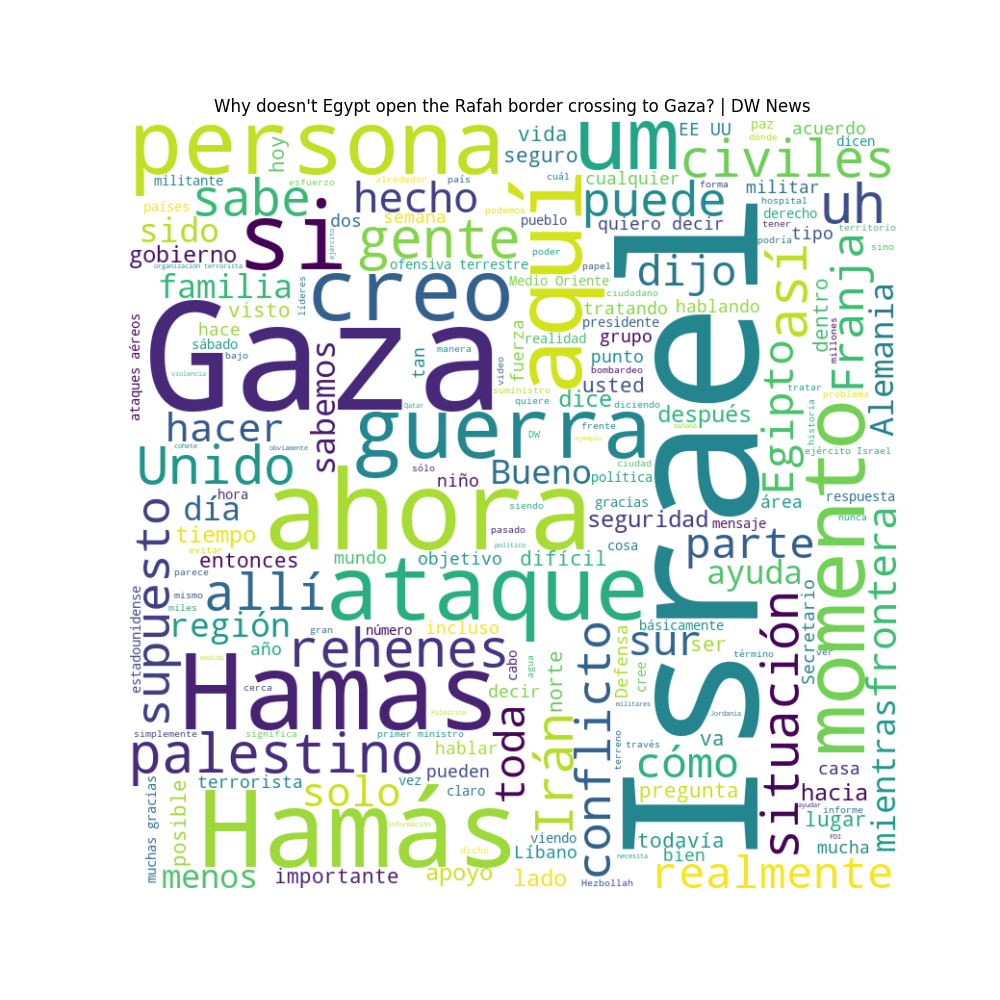 Why doesn't Egypt open the Rafah border crossing to Gaza? | DW News
persona
hoy
vida
seguro
um
EE UU
paz
dónde
acuerdo
dicen
civiles
militante
esfuerzo
alrededor
país
cuál
cualquier
forma
militar
hospital
países
sabe
si
dos
hecho
semana
podemos
pueblo
aquí
puede
quiero decir
derecho
tener
tipo
uh
territorio
sido
gobierno
ejército
gente
poder
papel
podría
sino
organización terrorista
ofensiva terrestre
Medio Oriente
dijo
así
familia
líderes
creo
ciudadano
visto
tratando
hablando
dentro
Franja
Gaza
hace
sábado
bajo
ataques aéreos
violencia
sabemos
tan
manera
video
fuerza
realidad
presidente
grupo
punto
bombardeo
millones
Alemania
suministro
usted
tratar
problema
Israel
Egipto
Qatar
quiere
dice
diciendo
después
mañana
historia
hacer
guerra
DW
frente
ejemplo
cohete
obviamente
ciudad
ejército Israel
Unido
sólo
niño
Bueno
política
área
respuesta
momento
hora
día
ahora
siendo
gracias
seguridad
mensaje
nunca
supuesto
tiempo
pasado
político
cosa
parte
evitar
entonces
mundo
objetivo
difícil
ayuda
frontera
parece
mismo
miles
allí
ataque
estadounidense
región
gran
número
incluso
básicamente
situación
Secretario
año
rehenes
conflicto
Defensa
sur
ser
término
ver
medida
cabo
agua
norte
cree
cerca
Hamas
decir
militares
Palestina
Jordania
simplemente
significa
primer ministro
toda
Irán
terreno
través
va
mientras
palestino
hablar
cómo
casa
terrorista
vez
pueden
claro
pregunta
hacia
ayudar
informe
muchas gracias
posible
solo
Hamás
información
lugar
FDI
viendo
todavía
mucha
dicho
Líbano
necesita
bien
menos
importante
apoyo
lado
Hezbollah
realmente